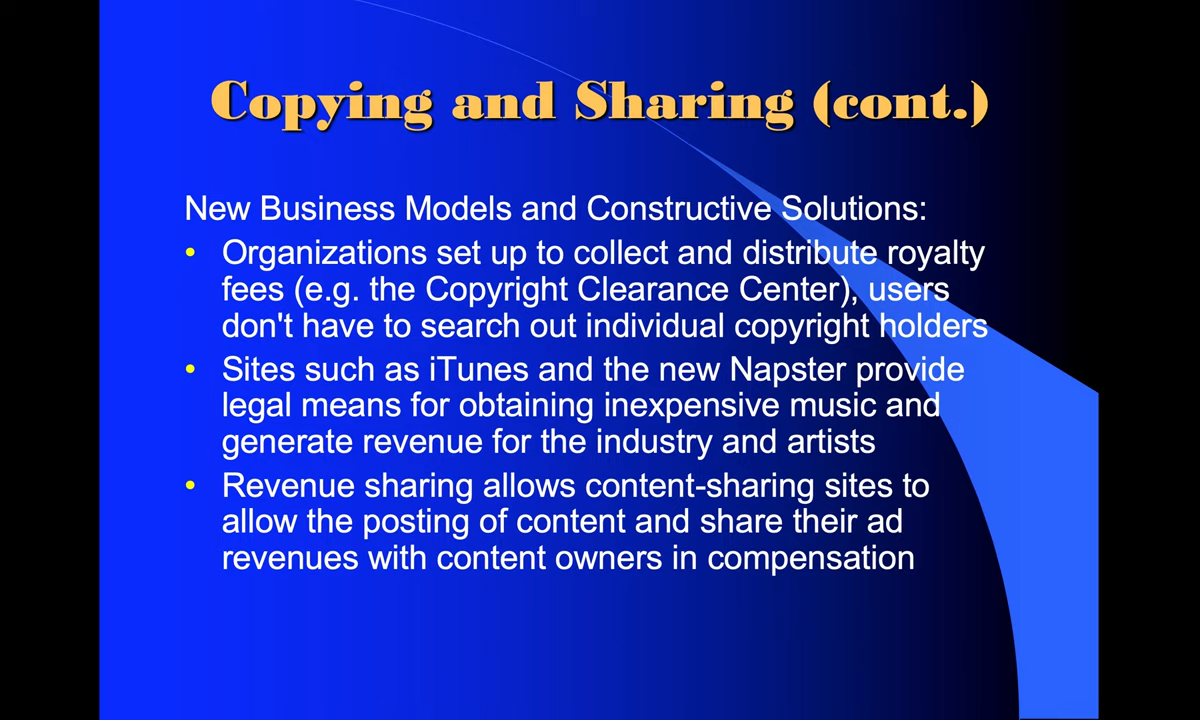 Copying and Sharing (cont.)
New Business Models and Constructive Solutions:
• Organizations set up to collect and distribute royalty
fees (e.g. the Copyright Clearance Center), users
don't have to search out individual copyright holders
• Sites such as iTunes and the new Napster provide
legal means for obtaining inexpensive music and
generate revenue for the industry and artists
• Revenue sharing allows content-sharing sites to
allow the posting of content and share their ad
revenues with content owners in compensation